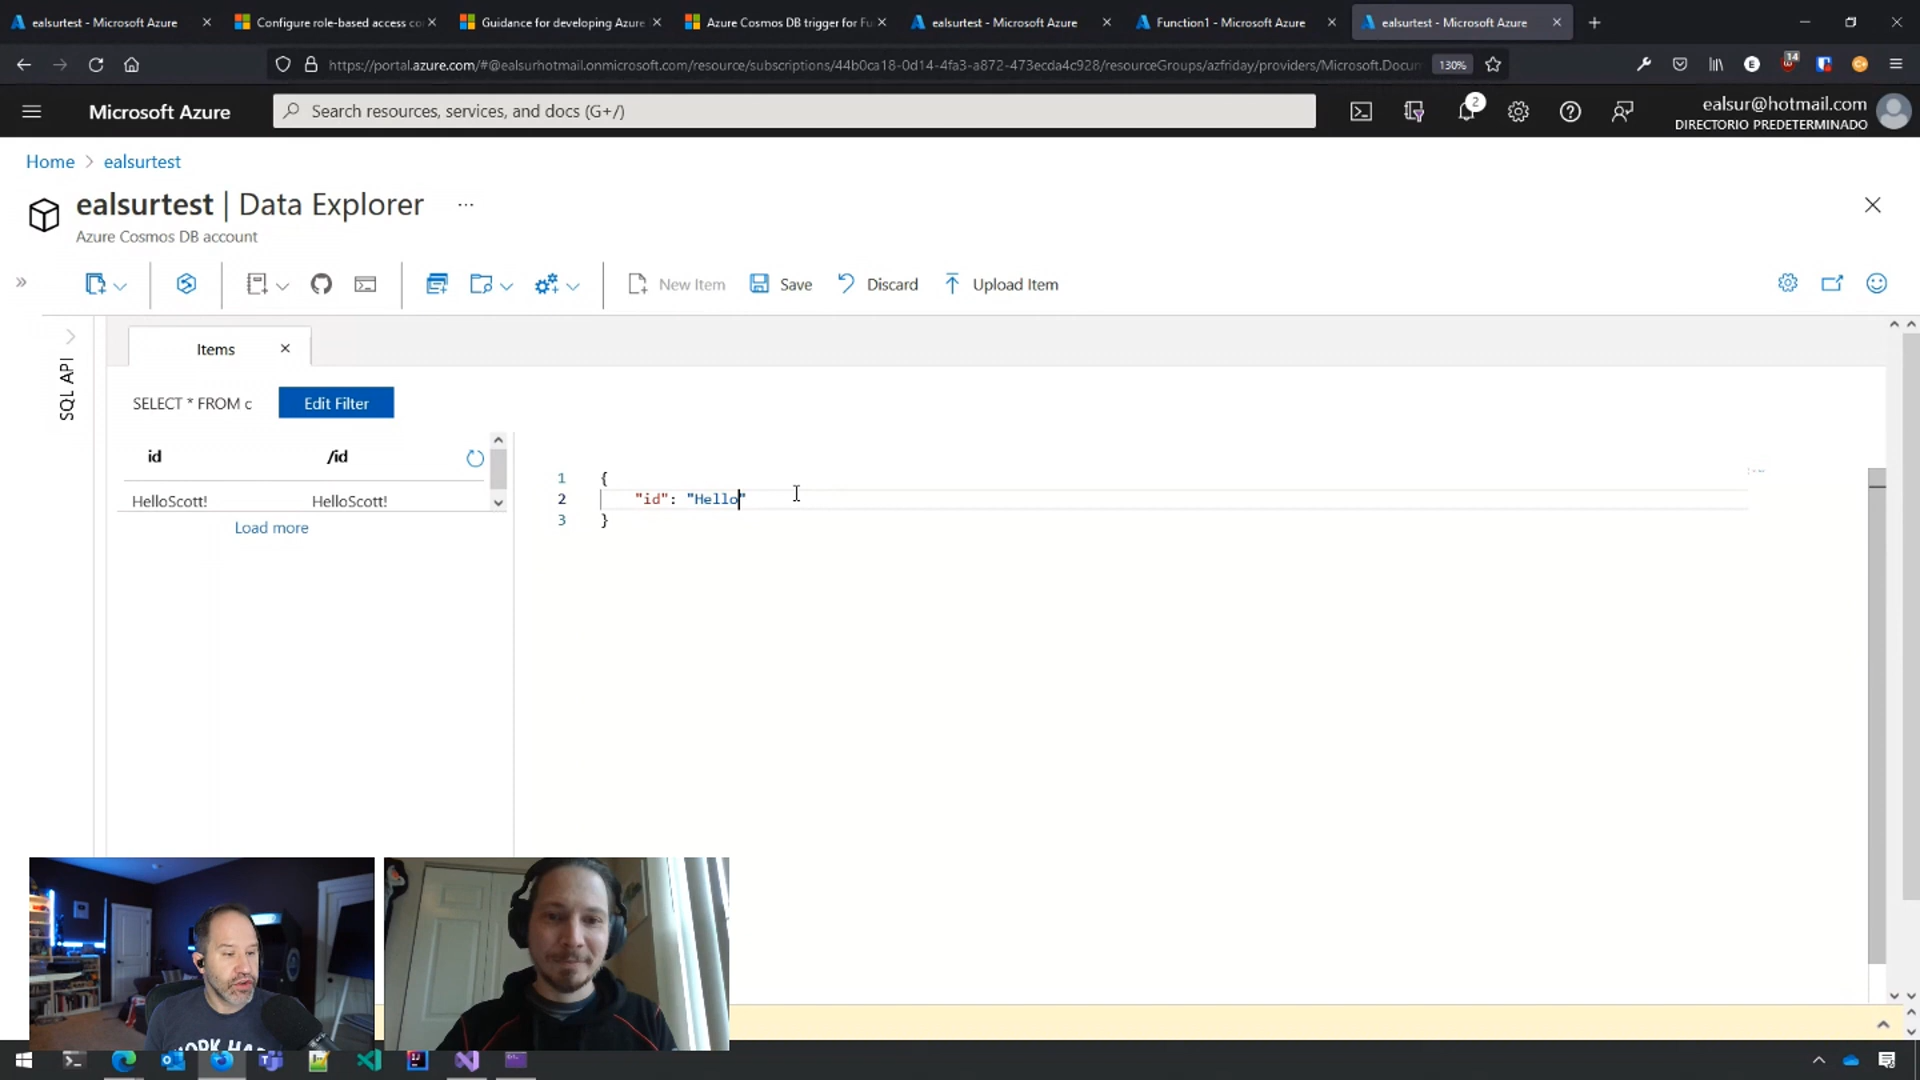 ealsurtest - Microsoft Azure
Configure role-based access co
Guidance for developing Azure
Azure Cosmos DB trigger for Fu
ealsurtest - Microsoft Azure
Function1 - Microsoft Azure
ealsurtest - Microsoft Azure
https://portal.azure.com/#@ealsurhotmail.onmicrosoft.com/resource/subscriptions/44b0ca18-0d14-4fa3-a872-473ecda4c928/resourceGroups/azfriday/providers/Microsoft.Docum
130%
14
Microsoft Azure
Search resources, services, and docs (G+/)
2
ealsur@hotmail.com
DIRECTORIO PREDETERMINADO
Home > ealsurtest
ealsurtest | Data Explorer ...
Azure Cosmos DB account
New Item
Save
Discard
Upload Item
SQL API
Items
SELECT * FROM c
Edit Filter
id
/id
HelloScott!
HelloScott!
Load more
1 {
2 "id": "Hello"
3 }
WORK HA